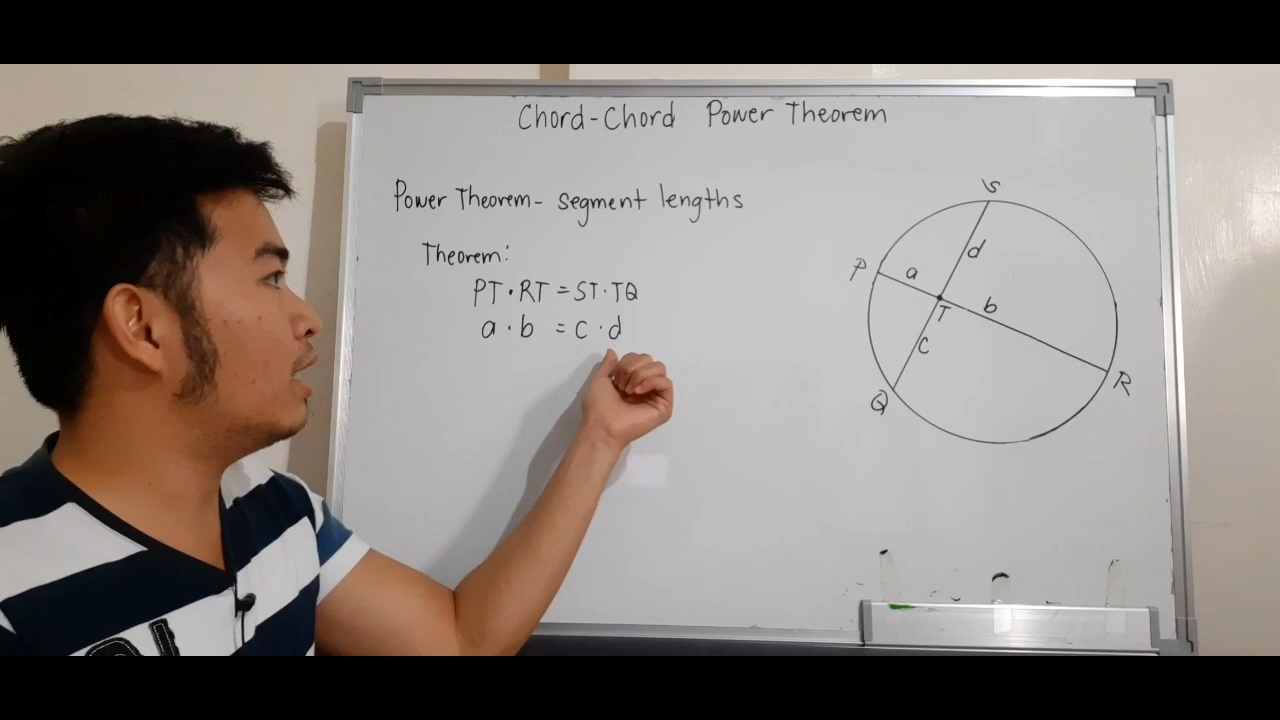 Chord-Chord Power Theorem
Power Theorem- segment lengths
Theorem:
PT·RT=ST·TQ
a·b = c·d
S
d
P
a
b
T
c
R
Q